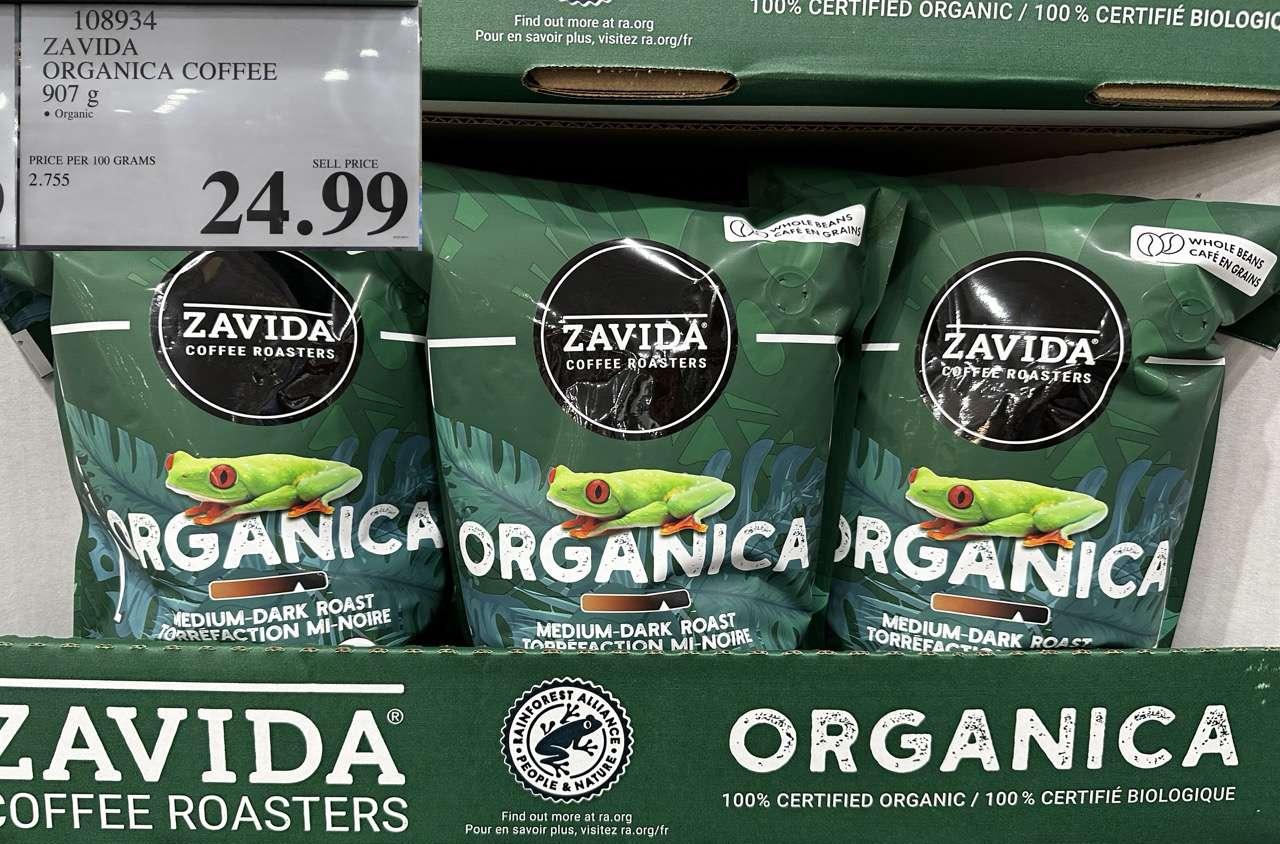 108934
ZAVIDA
ORGANICA COFFEE
907 g
• Organic
PRICE PER 100 GRAMS
2.755
SELL PRICE
24.99
Find out more at ra.org
Pour en savoir plus, visitez ra.org/fr
100% CERTIFIED ORGANIC / 100 % CERTIFIÉ BIOLOGIQ
ZAVIDA
COFFEE ROASTERS
ORGANICA
MEDIUM-DARK ROAST
TORRÉFACTION MI-NOIRE
WHOLE BEANS
CAFÉ EN GRAINS
ZAVIDA®
COFFEE ROASTERS
ORGANICA
MEDIUM-DARK ROAST
TORRÉFACTION MI-NOIRE
WHOLE BEANS
CAFÉ EN GRAINS
ZAVIDA®
COFFEE ROASTERS
ORGANICA
MEDIUM-DARK ROAST
TORRÉFACTION
ZAVIDA®
COFFEE ROASTERS
RAINFOREST ALLIANCE
• PEOPLE & NATURE •
Find out more at ra.org
Pour en savoir plus, visitez ra.org/fr
ORGANICA
100% CERTIFIED ORGANIC / 100 % CERTIFIÉ BIOLOGIQUE